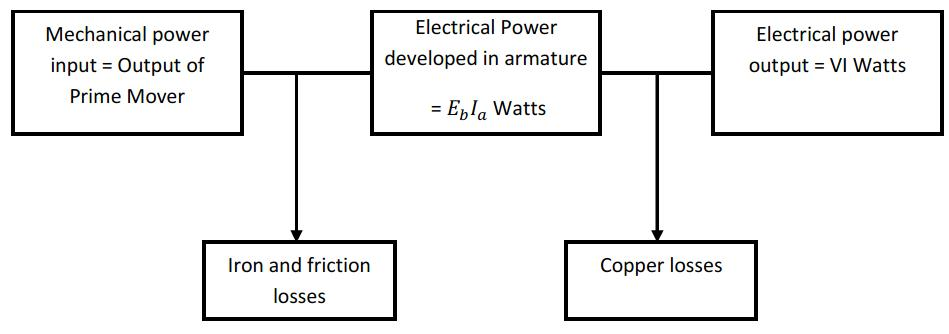 Mechanical power
input = Output of
Prime Mover
Electrical Power
developed in armature
= E_b I_a Watts
Electrical power
output = VI Watts
Iron and friction
losses
Copper losses